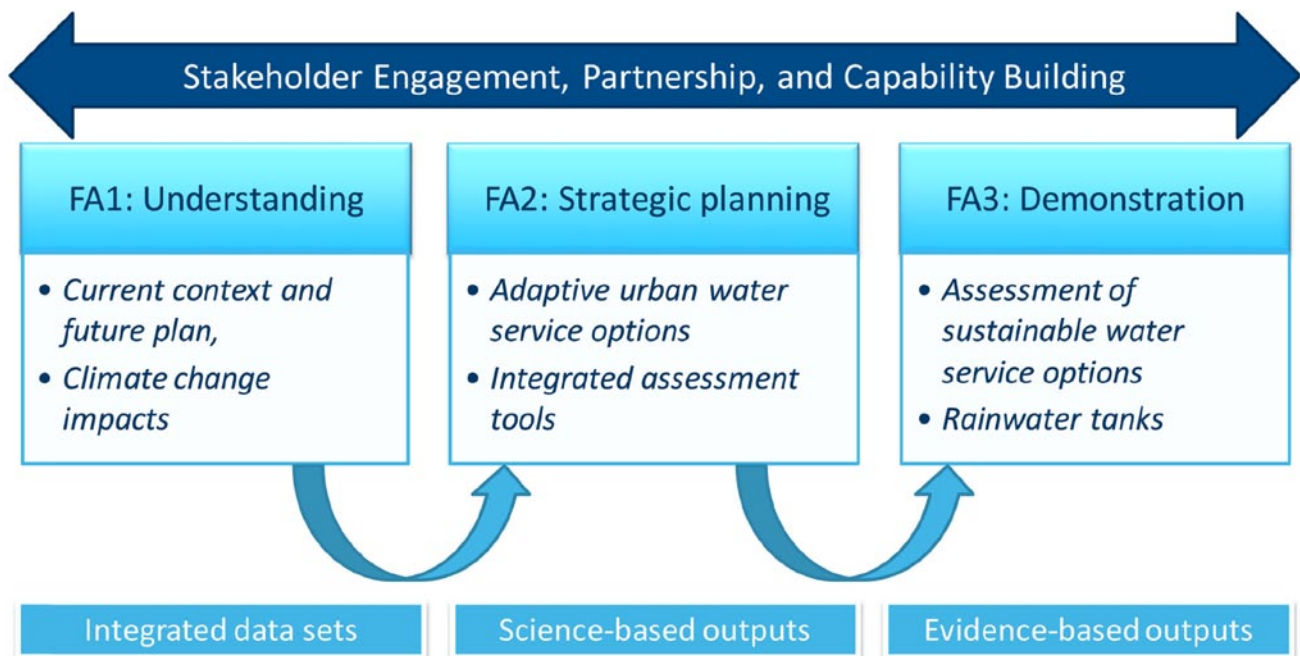 Stakeholder Engagement, Partnership, and Capability Building
FA1: Understanding
• Current context and
future plan,
• Climate change
impacts
FA2: Strategic planning
• Adaptive urban water
service options
• Integrated assessment
tools
FA3: Demonstration
• Assessment of
sustainable water
service options
• Rainwater tanks
Integrated data sets
Science-based outputs
Evidence-based outputs